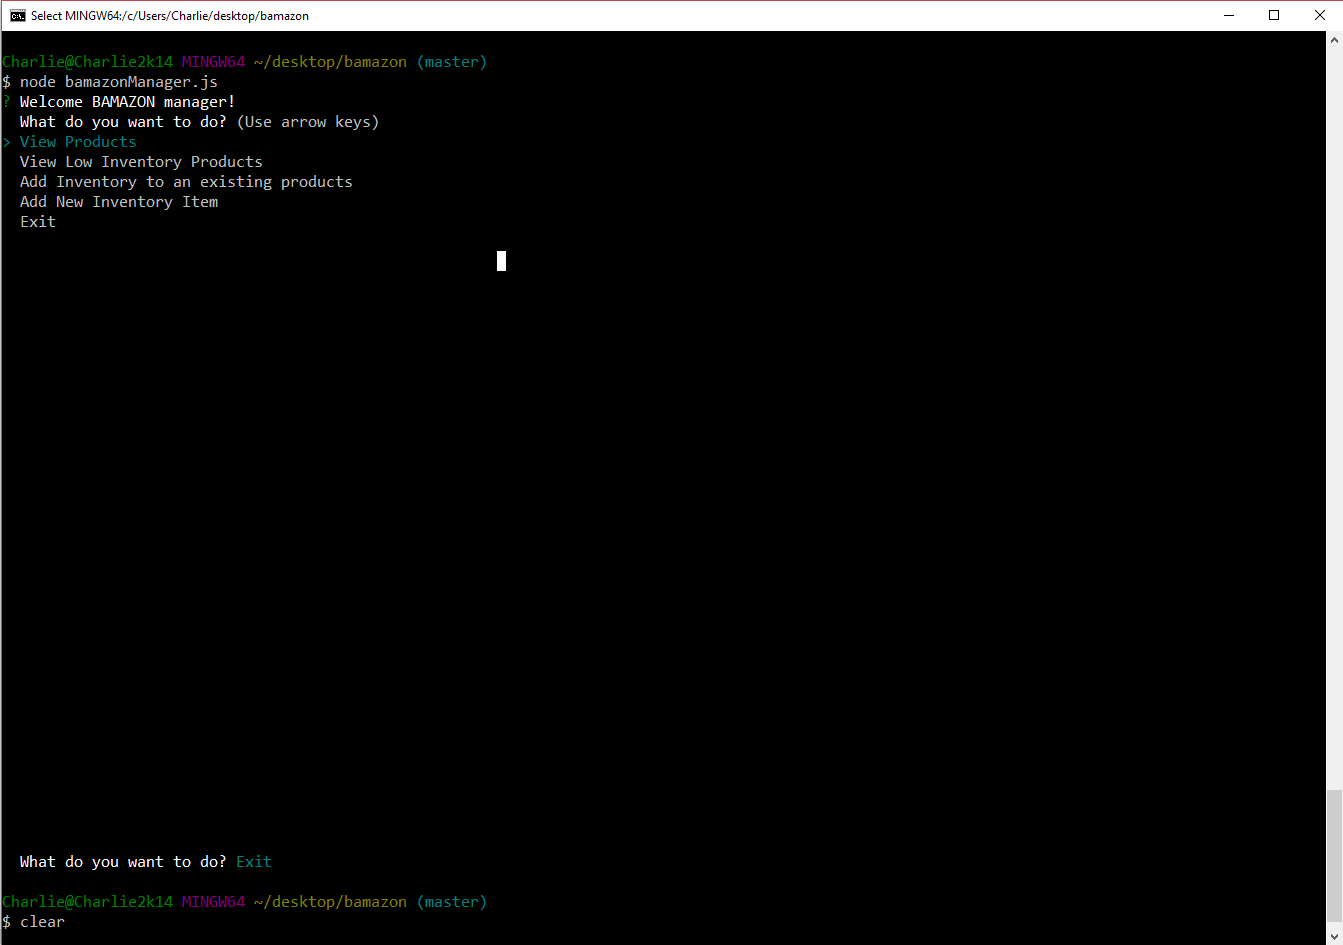 Select MINGW64:/c/Users/Charlie/desktop/bamazon
Charlie@Charlie2k14 MINGW64 ~/desktop/bamazon (master)
$ node bamazonManager.js
? Welcome BAMAZON manager!
What do you want to do? (Use arrow keys)
> View Products
View Low Inventory Products
Add Inventory to an existing products
Add New Inventory Item
Exit
What do you want to do? Exit
Charlie@Charlie2k14 MINGW64 ~/desktop/bamazon (master)
$ clear